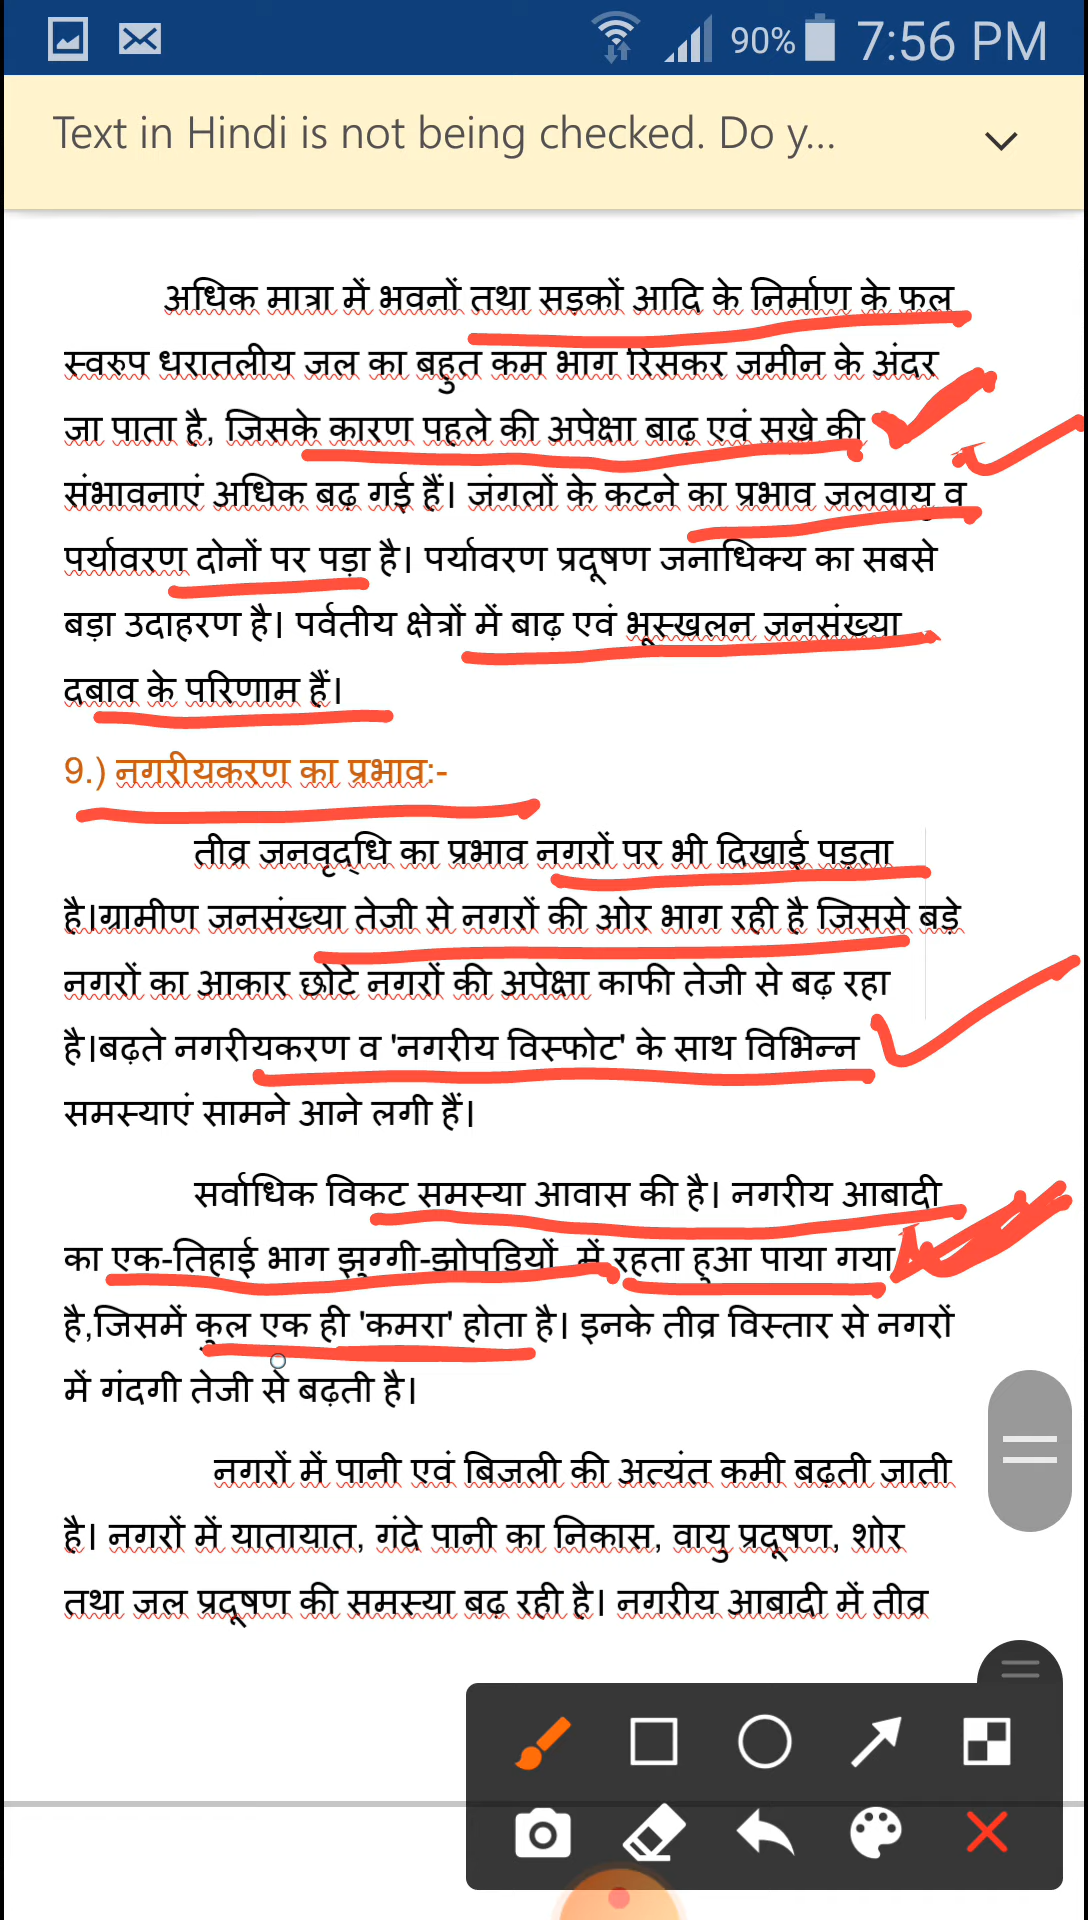 90% 7:56 PM
Text in Hindi is not being checked. Do y...
अधिक मात्रा में भवनों तथा सड़कों आदि के निर्माण के फल
स्वरुप धरातलीय जल का बहुत कम भाग रिसकर जमीन के अंदर
जा पाता है, जिसके कारण पहले की अपेक्षा बाढ़ एवं सूखे की
संभावनाएं अधिक बढ़ गई हैं। जंगलों के कटने का प्रभाव जलवायु व
पर्यावरण दोनों पर पड़ा है। पर्यावरण प्रदूषण जनाधिक्य का सबसे
बड़ा उदाहरण है। पर्वतीय क्षेत्रों में बाढ़ एवं भूस्खलन जनसंख्या
दबाव के परिणाम हैं।
9.) नगरीयकरण का प्रभाव:-
तीव्र जनवृद्धि का प्रभाव नगरों पर भी दिखाई पड़ता
है।ग्रामीण जनसंख्या तेजी से नगरों की ओर भाग रही है जिससे बड़े
नगरों का आकार छोटे नगरों की अपेक्षा काफी तेजी से बढ़ रहा
है।बढ़ते नगरीयकरण व 'नगरीय विस्फोट' के साथ विभिन्न
समस्याएं सामने आने लगी हैं।
सर्वाधिक विकट समस्या आवास की है। नगरीय आबादी
का एक-तिहाई भाग झुग्गी-झोपड़ियों में रहता हुआ पाया गया
है,जिसमें कुल एक ही 'कमरा' होता है। इनके तीव्र विस्तार से नगरों
में गंदगी तेजी से बढ़ती है।
नगरों में पानी एवं बिजली की अत्यंत कमी बढ़ती जाती
है। नगरों में यातायात, गंदे पानी का निकास, वायु प्रदूषण, शोर
तथा जल प्रदूषण की समस्या बढ़ रही है। नगरीय आबादी में तीव्र